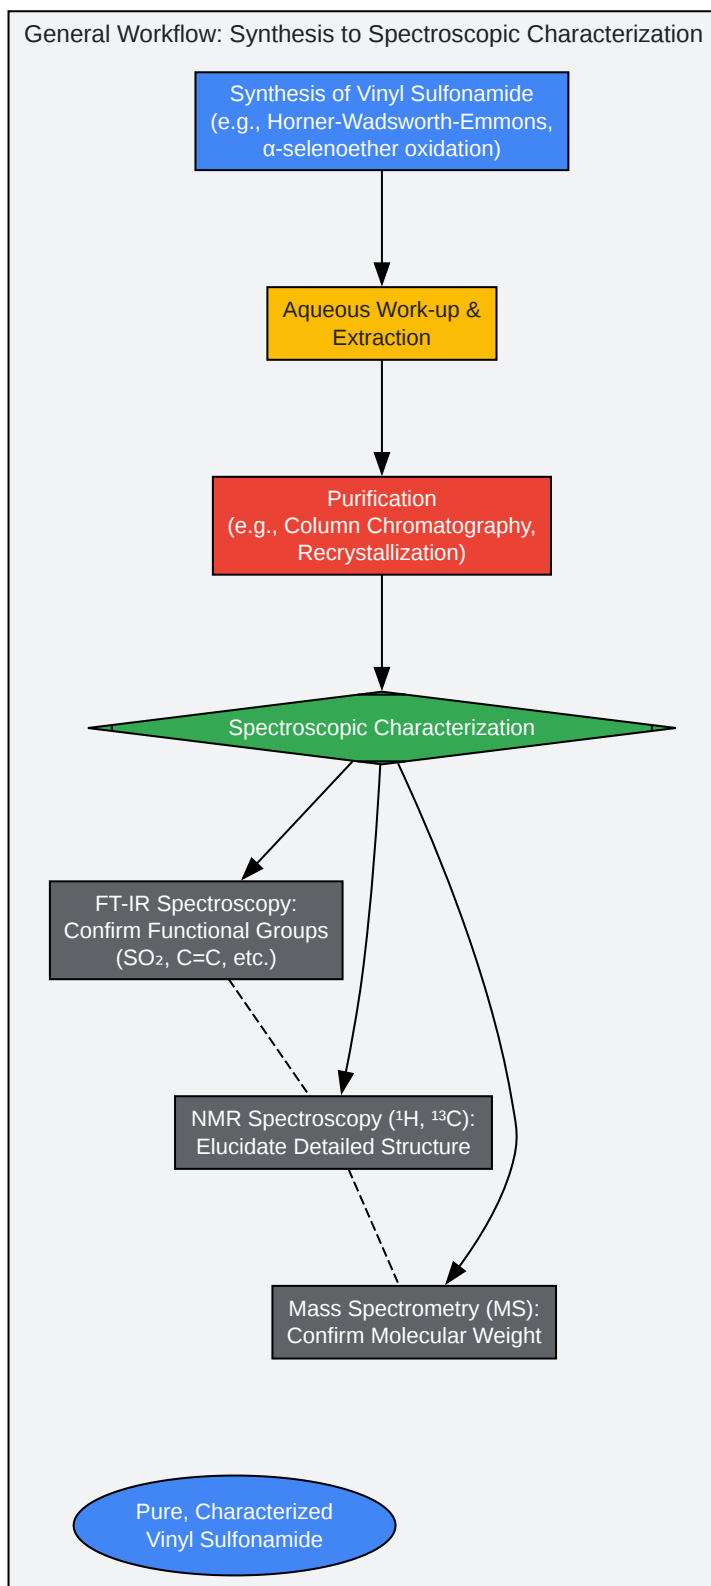 General Workflow: Synthesis to Spectroscopic Characterization
Synthesis of Vinyl Sulfonamide
(e.g., Horner-Wadsworth-Emmons,
α-selenoether oxidation)
Aqueous Work-up &
Extraction
Purification
(e.g., Column Chromatography,
Recrystallization)
Spectroscopic Characterization
FT-IR Spectroscopy:
Confirm Functional Groups
(SO₂, C=C, etc.)
NMR Spectroscopy (¹H, ¹³C):
Elucidate Detailed Structure
Mass Spectrometry (MS):
Confirm Molecular Weight
Pure, Characterized
Vinyl Sulfonamide